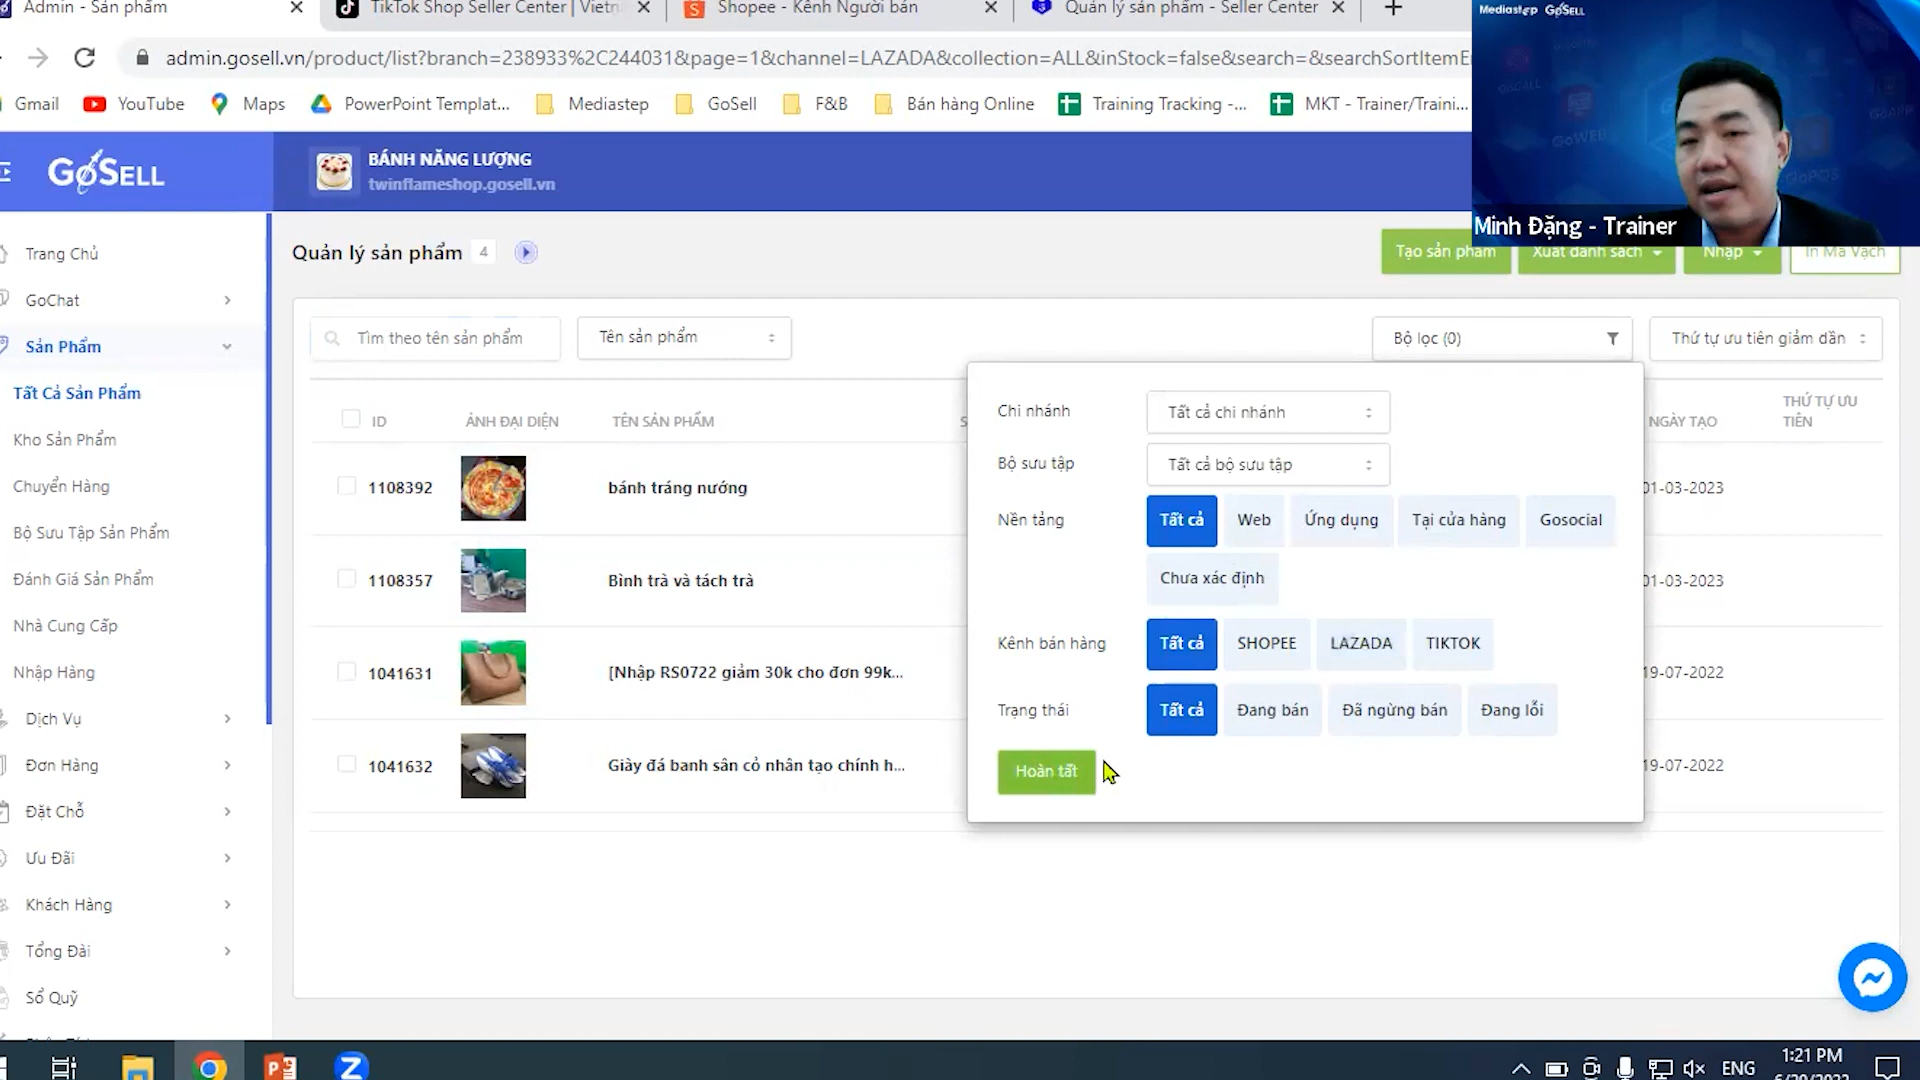 Admin - Sản phẩm
TikTok Shop Seller Center | Vietn
Shopee - Kênh Người bán
Quản lý sản phẩm - Seller Center
admin.gosell.vn/product/list?branch=238933%2C244031&page=1&channel=LAZADA&collection=ALL&inStock=false&search=&searchSortItemE
Gmail
YouTube
Maps
PowerPoint Templat...
Mediastep
GoSell
F&B
Bán hàng Online
Training Tracking -...
MKT - Trainer/Traini...
Mediastep GoSELL
Minh Đặng - Trainer
GoSELL
BÁNH NĂNG LƯỢNG
twinflameshop.gosell.vn
Trang Chủ
GoChat
Sản Phẩm
Tất Cả Sản Phẩm
Kho Sản Phẩm
Chuyển Hàng
Bộ Sưu Tập Sản Phẩm
Đánh Giá Sản Phẩm
Nhà Cung Cấp
Nhập Hàng
Dịch Vụ
Đơn Hàng
Đặt Chỗ
Ưu Đãi
Khách Hàng
Tổng Đài
Sổ Quỹ
Quản lý sản phẩm 4
Tạo sản phẩm
Xuất danh sách
Nhập
In Mã Vạch
Tìm theo tên sản phẩm
Tên sản phẩm
Bộ lọc (0)
Thứ tự ưu tiên giảm dần
ID
ẢNH ĐẠI DIỆN
TÊN SẢN PHẨM
NGÀY TẠO
THỨ TỰ ƯU
TIÊN
1108392
bánh tráng nướng
01-03-2023
1108357
Bình trà và tách trà
01-03-2023
1041631
[Nhập RS0722 giảm 30k cho đơn 99k...
19-07-2022
1041632
Giày đá banh sân cỏ nhân tạo chính h...
19-07-2022
Chi nhánh
Tất cả chi nhánh
Bộ sưu tập
Tất cả bộ sưu tập
Nền tảng
Tất cả
Web
Ứng dụng
Tại cửa hàng
Gosocial
Chưa xác định
Kênh bán hàng
Tất cả
SHOPEE
LAZADA
TIKTOK
Trạng thái
Tất cả
Đang bán
Đã ngừng bán
Đang lỗi
Hoàn tất
ENG
1:21 PM